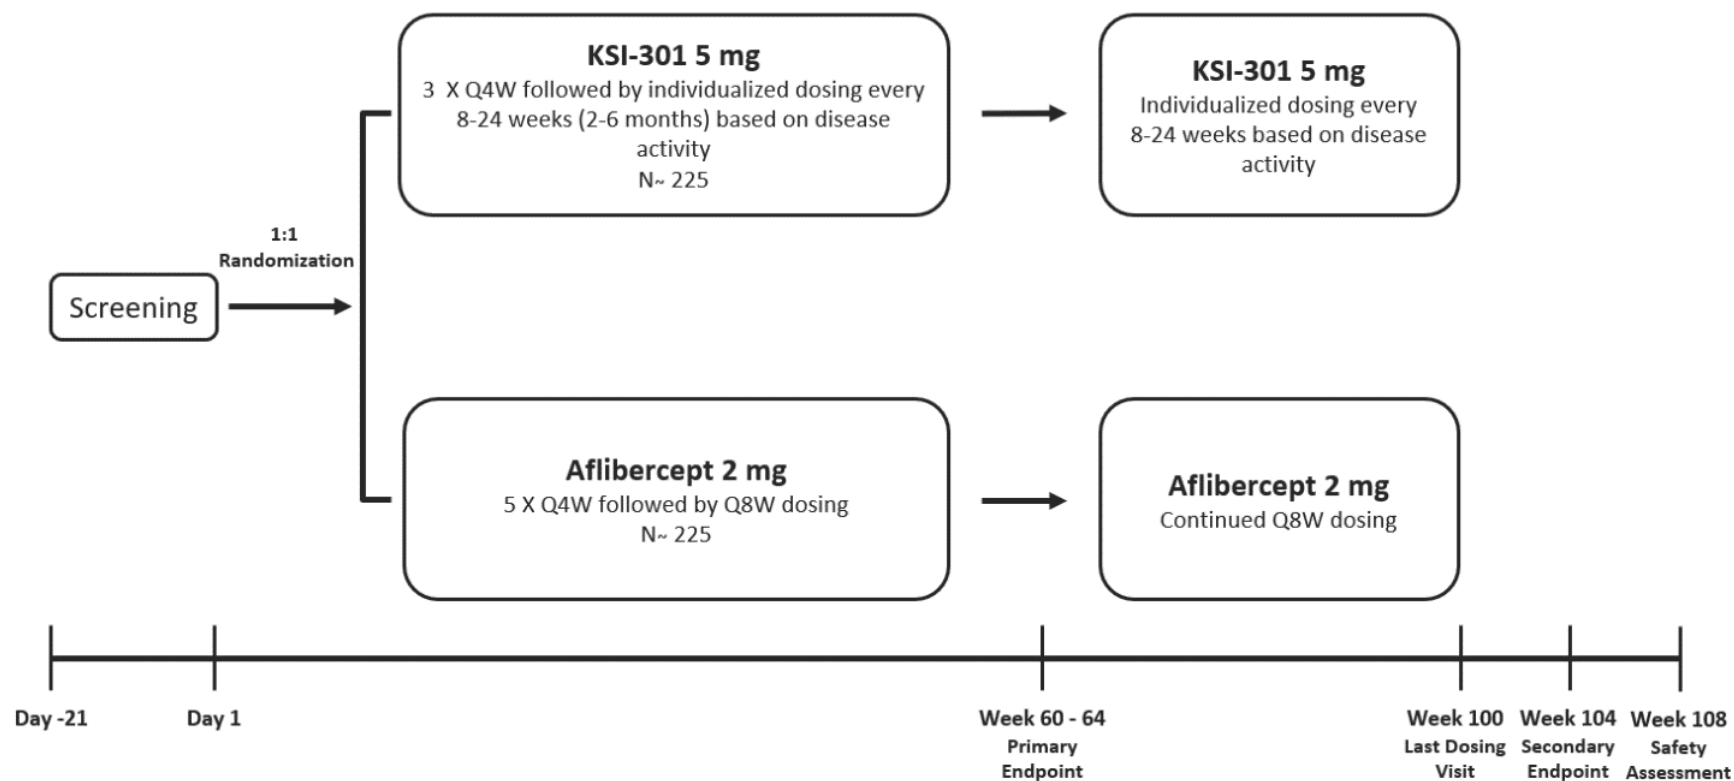 KSI-301 5 mg
3 X Q4W followed by individualized dosing every
8-24 weeks (2-6 months) based on disease
activity
N~ 225
KSI-301 5 mg
Individualized dosing every
8-24 weeks based on disease
activity
1:1
Randomization
Screening
Aflibercept 2 mg
5 X Q4W followed by Q8W dosing
N~ 225
Aflibercept 2 mg
Continued Q8W dosing
Day -21
Day 1
Week 60 - 64
Primary
Endpoint
Week 100
Last Dosing
Visit
Week 104
Secondary
Endpoint
Week 108
Safety
Assessment